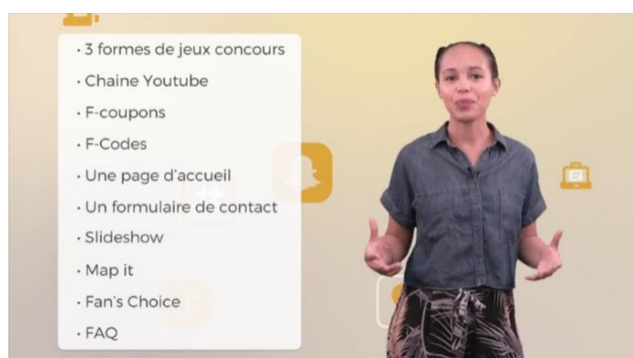 • 3 formes de jeux concours
• Chaine Youtube
• F-coupons
• F-Codes
• Une page d'accueil
• Un formulaire de contact
• Slideshow
• Map it
• Fan's Choice
• FAQ